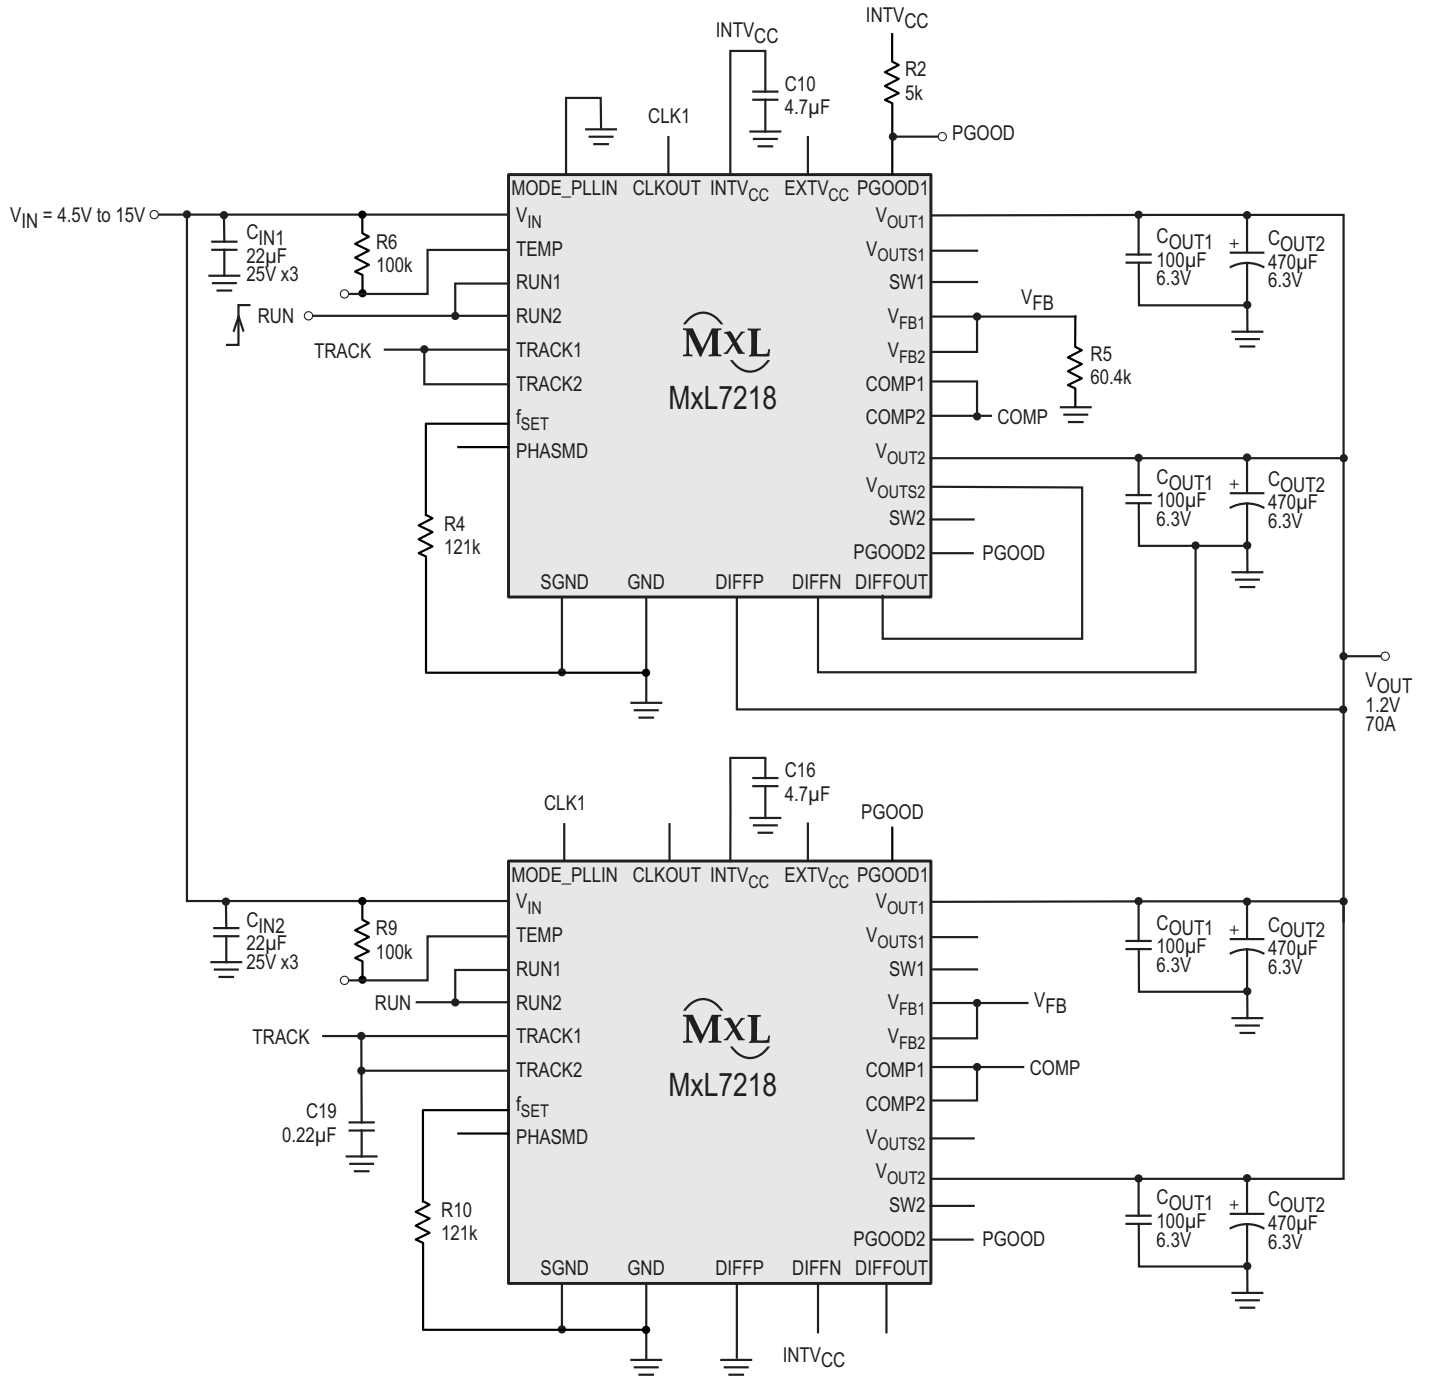 INTVCC
INTVCC
R2
5k
C10
4.7µF
CLK1
PGOOD
MODE_PLLIN
CLKOUT
INTVCC
EXTVCC
PGOOD1
VIN = 4.5V to 15V
CIN1
22µF
25V x3
R6
100k
RUN
TRACK
VIN
TEMP
RUN1
RUN2
TRACK1
TRACK2
fSET
PHASMD
MXL
MxL7218
VOUT1
VOUTS1
SW1
VFB1
VFB2
COMP1
COMP2
VOUT2
VOUTS2
SW2
PGOOD2
VFB
R5
60.4k
COMP
PGOOD
COUT1
100µF
6.3V
COUT2
470µF
6.3V
COUT1
100µF
6.3V
COUT2
470µF
6.3V
R4
121k
SGND
GND
DIFFP
DIFFN
DIFFOUT
VOUT
1.2V
70A
C16
4.7µF
CLK1
PGOOD
MODE_PLLIN
CLKOUT
INTVCC
EXTVCC
PGOOD1
CIN2
22µF
25V x3
R9
100k
RUN
TRACK
C19
0.22µF
VIN
TEMP
RUN1
RUN2
TRACK1
TRACK2
fSET
PHASMD
MXL
MxL7218
VOUT1
VOUTS1
SW1
VFB1
VFB2
COMP1
COMP2
VOUTS2
VOUT2
SW2
PGOOD2
VFB
COMP
PGOOD
COUT1
100µF
6.3V
COUT2
470µF
6.3V
COUT1
100µF
6.3V
COUT2
470µF
6.3V
R10
121k
SGND
GND
DIFFP
DIFFN
DIFFOUT
INTVCC